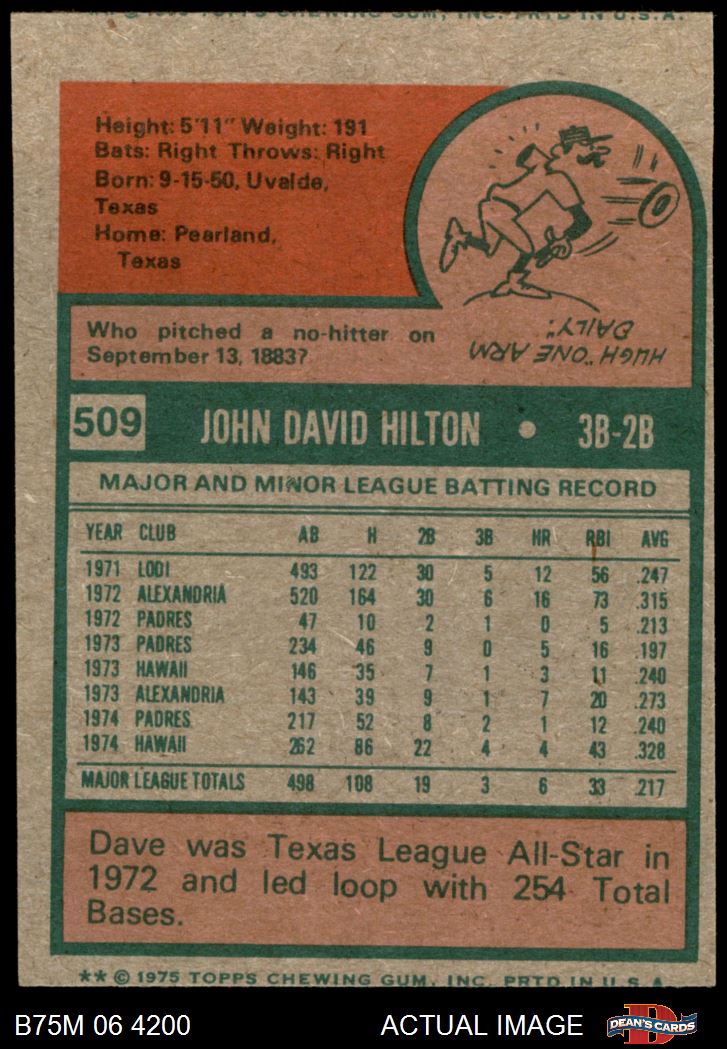 © 1975 TOPPS CHEWING GUM, INC. PRTD IN U.S.A.
Height: 5'11" Weight: 191
Bats: Right Throws: Right
Born: 9-15-50, Uvalde,
Texas
Home: Pearland,
Texas
Who pitched a no-hitter on
September 13, 1883?
HUGH "ONE ARM
DAILY".
509 JOHN DAVID HILTON • 3B-2B
MAJOR AND MINOR LEAGUE BATTING RECORD
YEAR CLUB AB H 2B 3B HR RBI AVG
1971 LODI 493 122 30 5 12 56 .247
1972 ALEXANDRIA 520 164 30 6 16 73 .315
1972 PADRES 47 10 2 1 0 5 .213
1973 PADRES 234 46 9 0 5 16 .197
1973 HAWAII 146 35 7 1 3 11 .240
1973 ALEXANDRIA 143 39 9 1 7 20 .273
1974 PADRES 217 52 8 2 1 12 .240
1974 HAWAII 262 86 22 4 4 43 .328
MAJOR LEAGUE TOTALS 498 108 19 3 6 33 .217
Dave was Texas League All-Star in
1972 and led loop with 254 Total
Bases.
** © 1975 TOPPS CHEWING GUM, INC. PRTD IN U.S.A.
B75M 06 4200 ACTUAL IMAGE DEAN'S CARDS